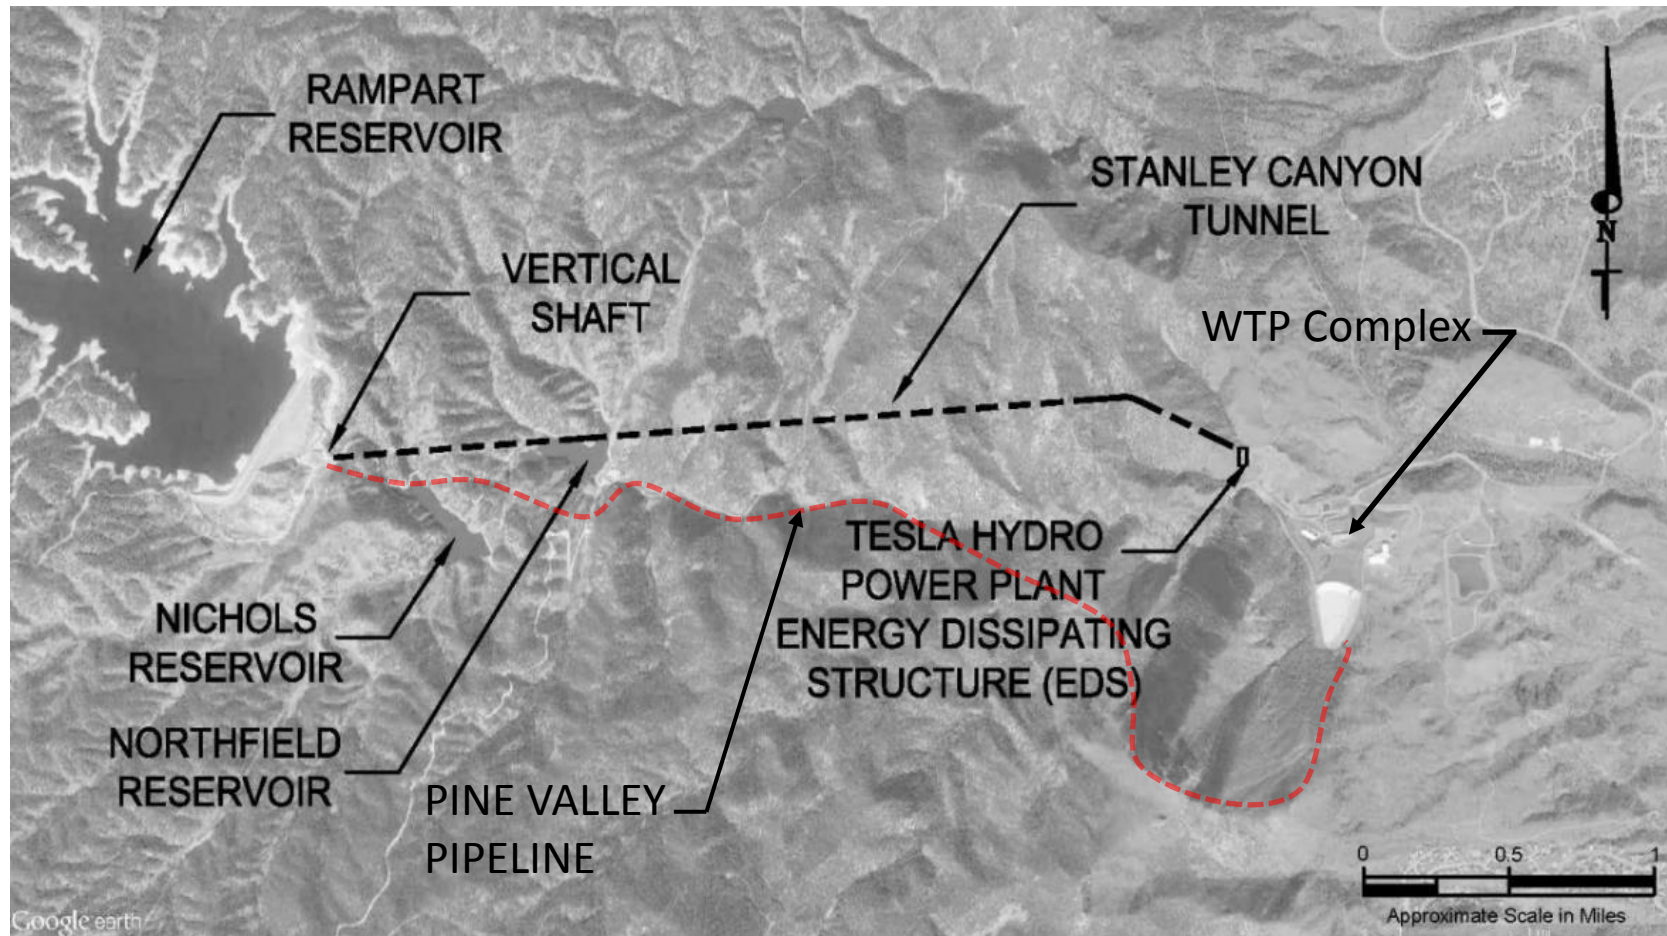 RAMPART
RESERVOIR
STANLEY CANYON
TUNNEL
N
VERTICAL
SHAFT
WTP Complex
TESLA HYDRO
POWER PLANT
ENERGY DISSIPATING
STRUCTURE (EDS)
NICHOLS
RESERVOIR
NORTHFIELD
RESERVOIR
PINE VALLEY
PIPELINE
0 0.5 1
Approximate Scale in Miles
Google earth